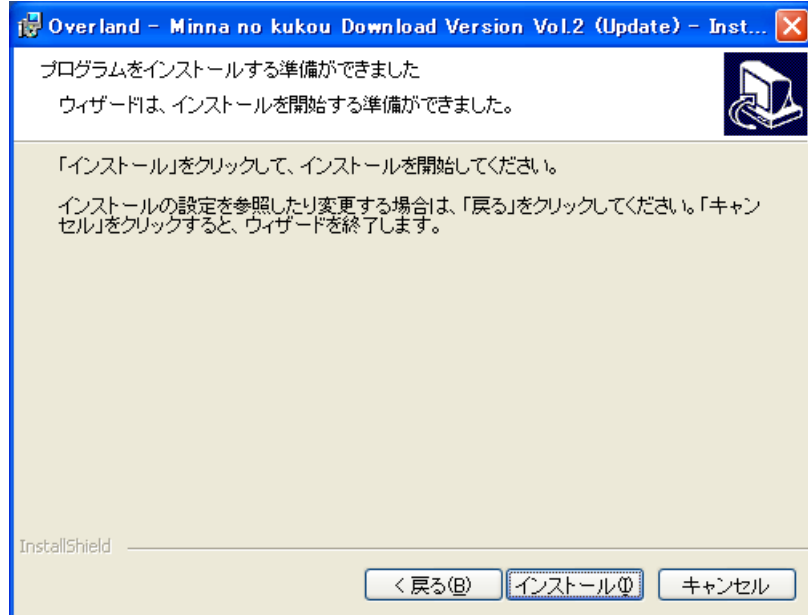 Overland - Minna no kukou Download Version Vol.2 (Update) - Inst...
プログラムをインストールする準備ができました
ウィザードは、インストールを開始する準備ができました。
「インストール」をクリックして、インストールを開始してください。
インストールの設定を参照したり変更する場合は、「戻る」をクリックしてください。「キャン
セル」をクリックすると、ウィザードを終了します。
InstallShield
< 戻る(B) インストール(I) キャンセル